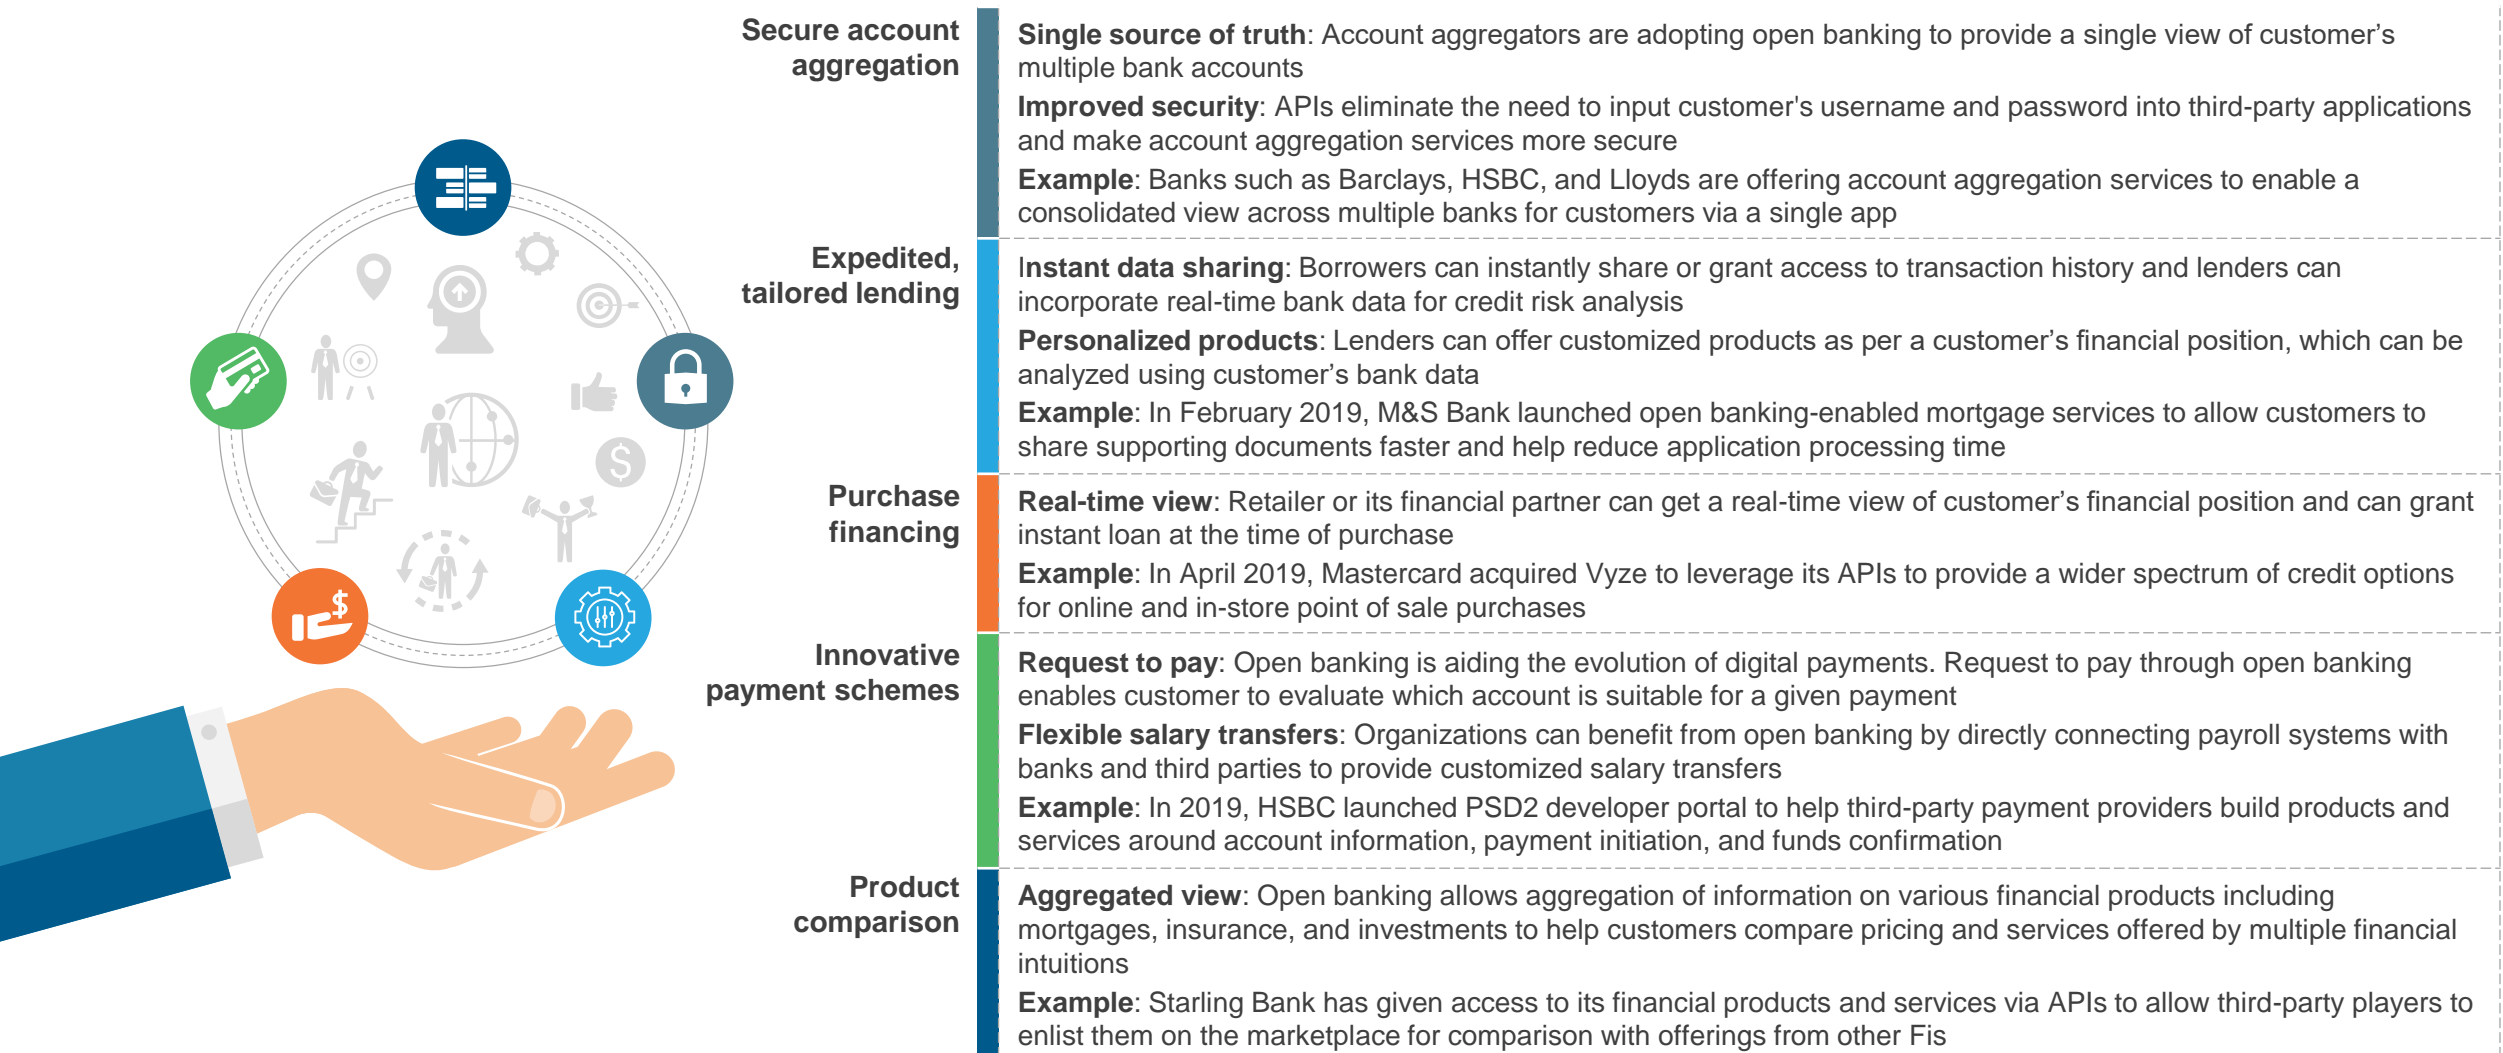 Secure account
aggregation
Single source of truth: Account aggregators are adopting open banking to provide a single view of customer’s
multiple bank accounts
Improved security: APIs eliminate the need to input customer's username and password into third-party applications
and make account aggregation services more secure
Example: Banks such as Barclays, HSBC, and Lloyds are offering account aggregation services to enable a
consolidated view across multiple banks for customers via a single app
Expedited,
tailored lending
Instant data sharing: Borrowers can instantly share or grant access to transaction history and lenders can
incorporate real-time bank data for credit risk analysis
Personalized products: Lenders can offer customized products as per a customer’s financial position, which can be
analyzed using customer’s bank data
Example: In February 2019, M&S Bank launched open banking-enabled mortgage services to allow customers to
share supporting documents faster and help reduce application processing time
Purchase
financing
Real-time view: Retailer or its financial partner can get a real-time view of customer’s financial position and can grant
instant loan at the time of purchase
Example: In April 2019, Mastercard acquired Vyze to leverage its APIs to provide a wider spectrum of credit options
for online and in-store point of sale purchases
Innovative
payment schemes
Request to pay: Open banking is aiding the evolution of digital payments. Request to pay through open banking
enables customer to evaluate which account is suitable for a given payment
Flexible salary transfers: Organizations can benefit from open banking by directly connecting payroll systems with
banks and third parties to provide customized salary transfers
Example: In 2019, HSBC launched PSD2 developer portal to help third-party payment providers build products and
services around account information, payment initiation, and funds confirmation
Product
comparison
Aggregated view: Open banking allows aggregation of information on various financial products including
mortgages, insurance, and investments to help customers compare pricing and services offered by multiple financial
intuitions
Example: Starling Bank has given access to its financial products and services via APIs to allow third-party players to
enlist them on the marketplace for comparison with offerings from other Fis
$
$